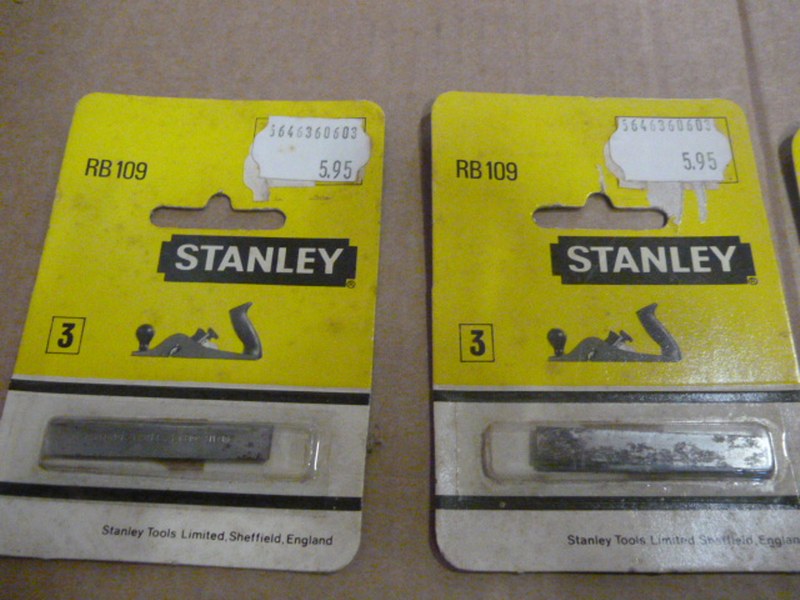 5646360603
5.95
RB 109
STANLEY
3
Stanley Tools Limited, Sheffield, England
5646360603
5.95
RB 109
STANLEY
3
Stanley Tools Limited Sheffield, Englan